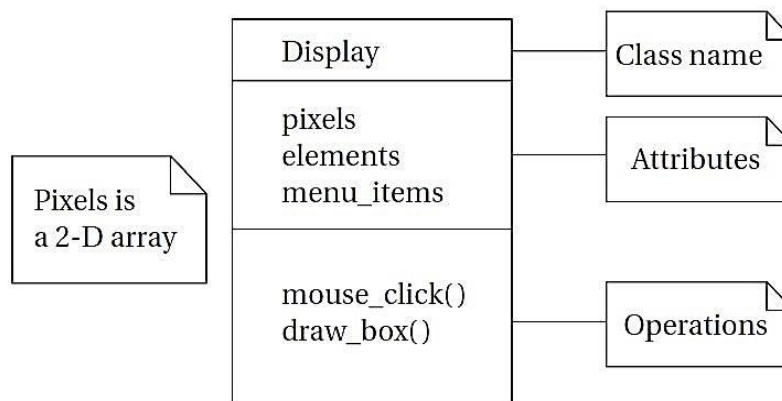 Display
Class name
pixels
elements
menu_items
Attributes
Pixels is
a 2-D array
mouse_click()
draw_box()
Operations